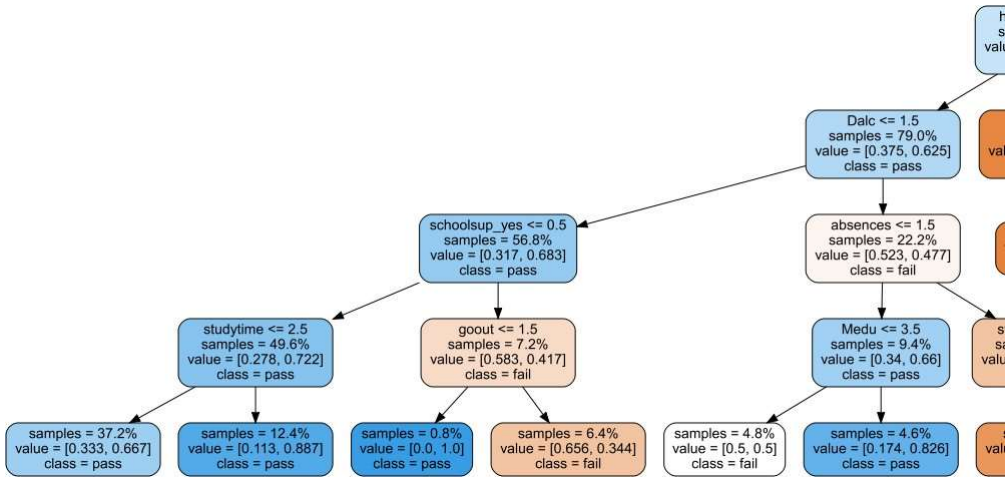 Dalc <= 1.5
samples = 79.0%
value = [0.375, 0.625]
class = pass
schoolsup_yes <= 0.5
samples = 56.8%
value = [0.317, 0.683]
class = pass
absences <= 1.5
samples = 22.2%
value = [0.523, 0.477]
class = fail
studytime <= 2.5
samples = 49.6%
value = [0.278, 0.722]
class = pass
goout <= 1.5
samples = 7.2%
value = [0.583, 0.417]
class = fail
Medu <= 3.5
samples = 9.4%
value = [0.34, 0.66]
class = pass
samples = 37.2%
value = [0.333, 0.667]
class = pass
samples = 12.4%
value = [0.113, 0.887]
class = pass
samples = 0.8%
value = [0.0, 1.0]
class = pass
samples = 6.4%
value = [0.656, 0.344]
class = fail
samples = 4.8%
value = [0.5, 0.5]
class = pass
samples = 4.6%
value = [0.174, 0.826]
class = pass